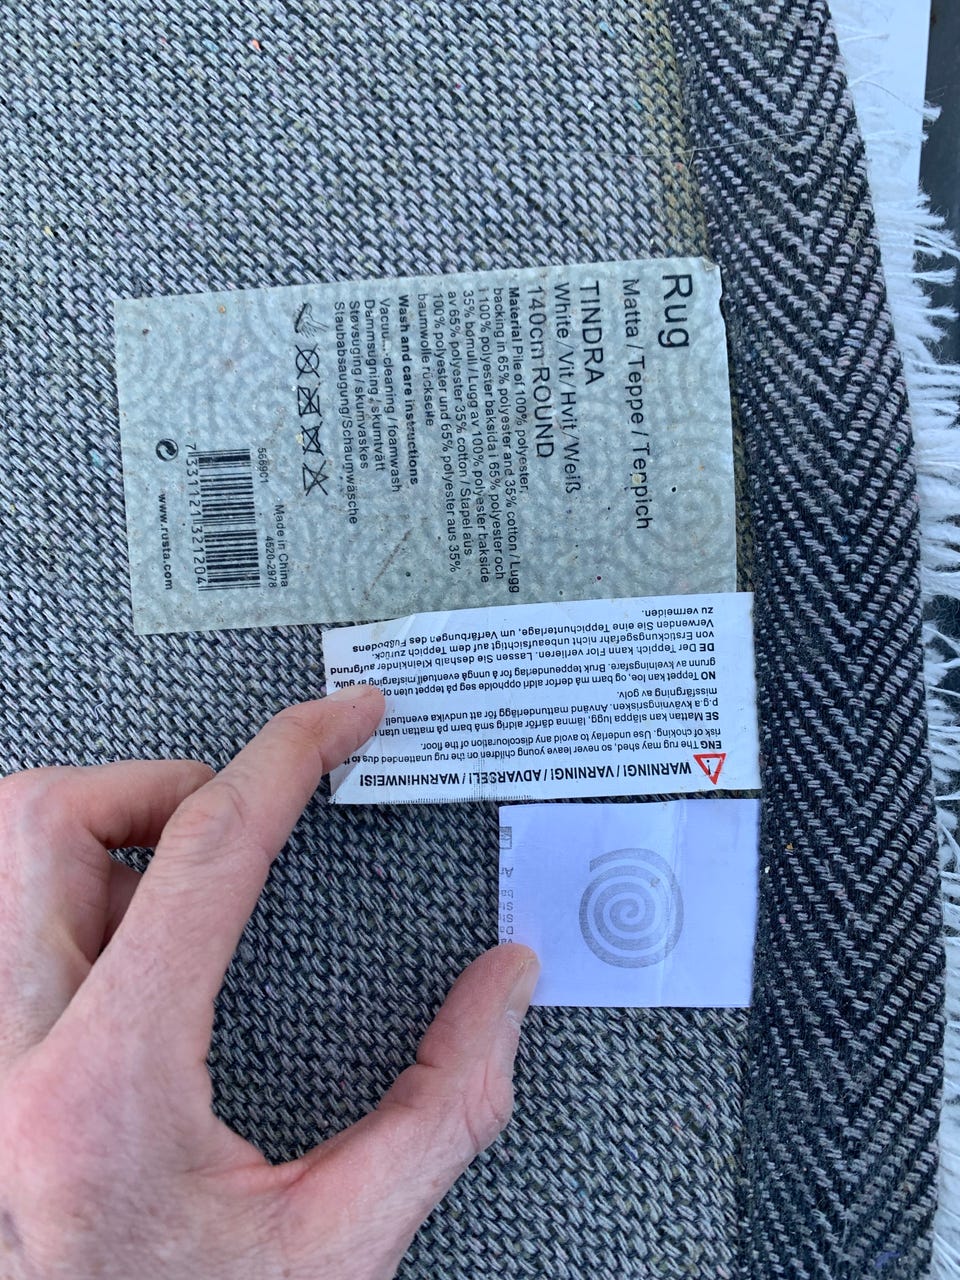 Rug
Matta / Teppe / Teppich
TINDRA
White / Vit / Hvit / Weiß
140cm ROUND
Material Pile of 100% polyester,
backing in 65% polyester and 35% cotton / Lugg
i 100% polyester baksida i 65% polyester och
35% bomull / Lugg av 100% polyester bakside
av 65% polyester 35% cotton / Stapel aus
100% polyester und 65% polyester aus 35%
baumwolle rückseite
Wash and care instructions
cleaning / foamwash
Dammsugning / skumtvätt
Støvsuging / skumvaskes
Staubabsaugung/Schaumwäsche
Made in China
566901 4520-2978
7331121321204
www.rusta.com
WARNING! / VARNING! / ADVARSEL! / WARNHINWEIS!
ENG The rug may shed, so never leave young children on the rug unattended due to the
risk of choking. Use underlay to avoid any discolouration of the floor.
SE Mattan kan släppa lugg, lämna därför aldrig små barn på mattan utan
p.g.a kvävningsrisken. Använd mattunderlägg för att undvika eventuell
missfärgning av golv.
NO Teppet kan loe, og barn må derfor aldri oppholde seg på teppet uten
grunn av kvelningsfare. Bruk teppeunderlag for å unngå eventuell misfarging av gulv.
DE Der Teppich kann Flor verlieren. Lassen Sie deshalb Kleinkinder aufgrund
von Erstickungsgefahr nicht unbeaufsichtigt auf dem Teppich zurück.
Verwenden Sie eine Teppichunterlage, um Verfärbungen des Fußbodens
zu vermeiden.